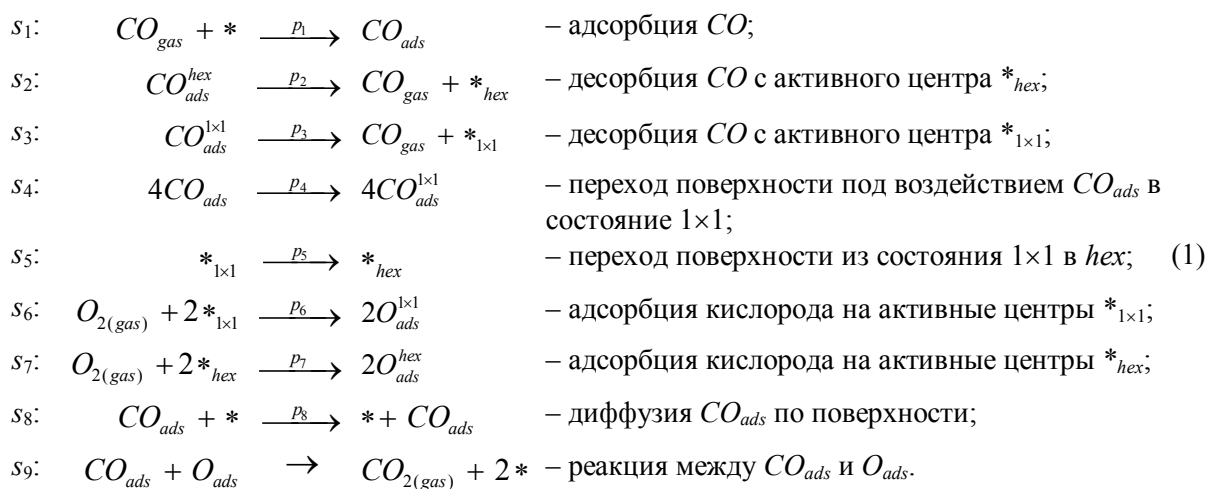 s₁: CO_gas + * —p₁→ CO_ads – адсорбция CO;
s₂: CO_ads^hex —p₂→ CO_gas + *_hex – десорбция CO с активного центра *_hex;
s₃: CO_ads^1×1 —p₃→ CO_gas + *_1×1 – десорбция CO с активного центра *_1×1;
s₄: 4CO_ads —p₄→ 4CO_ads^1×1 – переход поверхности под воздействием CO_ads в
состояние 1×1;
s₅: *_1×1 —p₅→ *_hex – переход поверхности из состояния 1×1 в hex; (1)
s₆: O_2(gas) + 2*_1×1 —p₆→ 2O_ads^1×1 – адсорбция кислорода на активные центры *_1×1;
s₇: O_2(gas) + 2*_hex —p₇→ 2O_ads^hex – адсорбция кислорода на активные центры *_hex;
s₈: CO_ads + * —p₈→ * + CO_ads – диффузия CO_ads по поверхности;
s₉: CO_ads + O_ads → CO_2(gas) + 2* – реакция между CO_ads и O_ads.